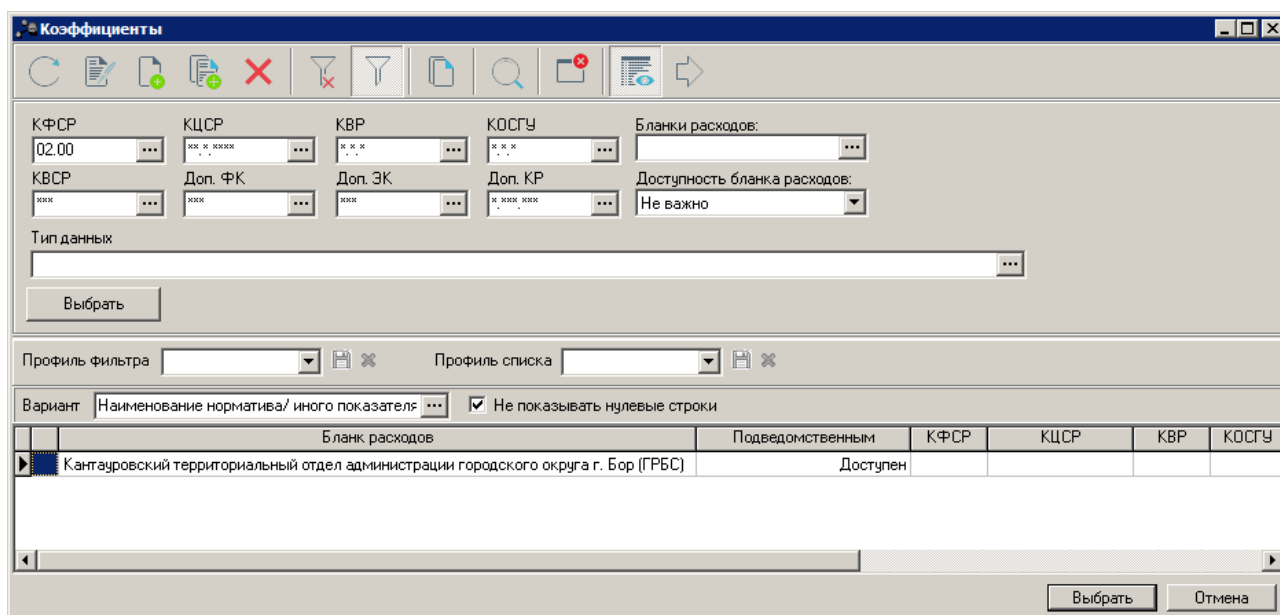 Коэффициенты
КФСР КЦСР КВР КОСГУ Бланки расходов:
02.00 ... **.*.**** ... *.*.* ... *.*.* ... ...
КВСР Доп. ФК Доп. ЭК Доп. КР Доступность бланка расходов:
*** ... *** ... *** ... *.***.*** ... Не важно
Тип данных
...
Выбрать
Профиль фильтра Профиль списка
Вариант Наименование норматива/ иного показателя ... Не показывать нулевые строки
Бланк расходов Подведомственным КФСР КЦСР КВР КОСГУ
Кантауровский территориальный отдел администрации городского округа г. Бор (ГРБС) Доступен
Выбрать Отмена